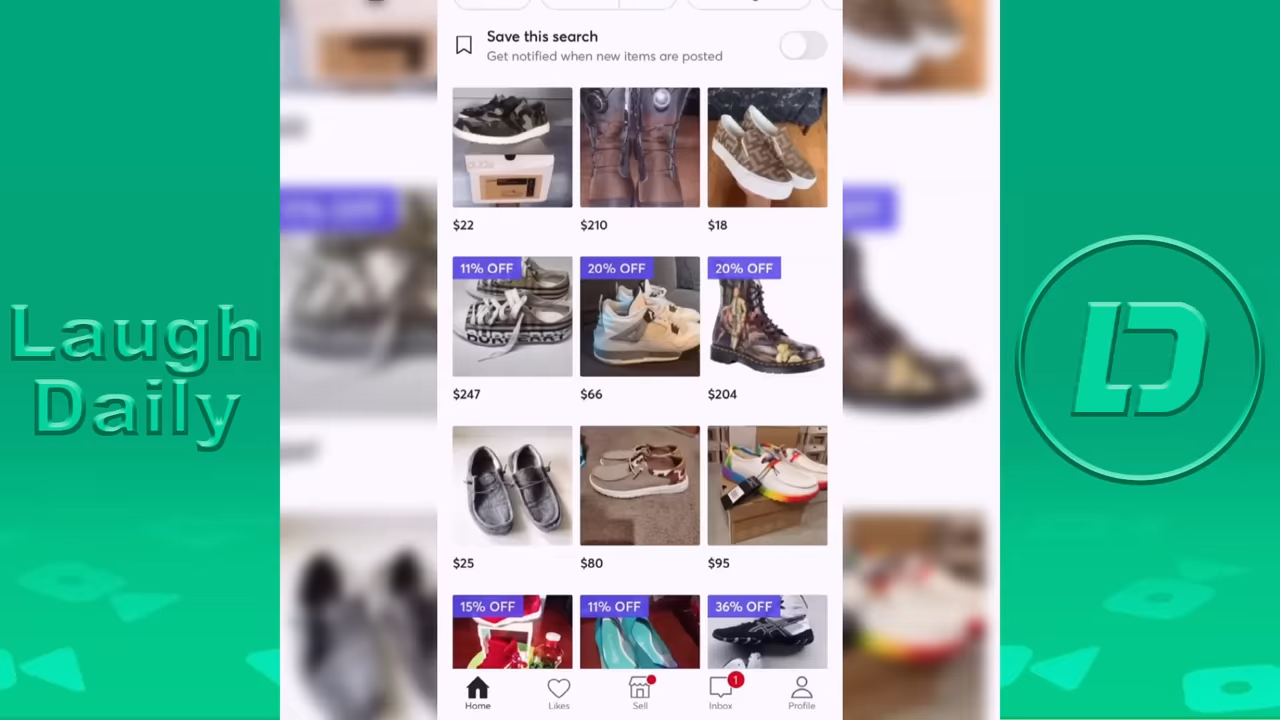 Laugh
Daily
LD
Save this search
Get notified when new items are posted
$22
$210
$18
11% OFF
20% OFF
20% OFF
$247
$66
$204
$25
$80
$95
15% OFF
11% OFF
36% OFF
Home
Likes
Sell
1
Inbox
Profile